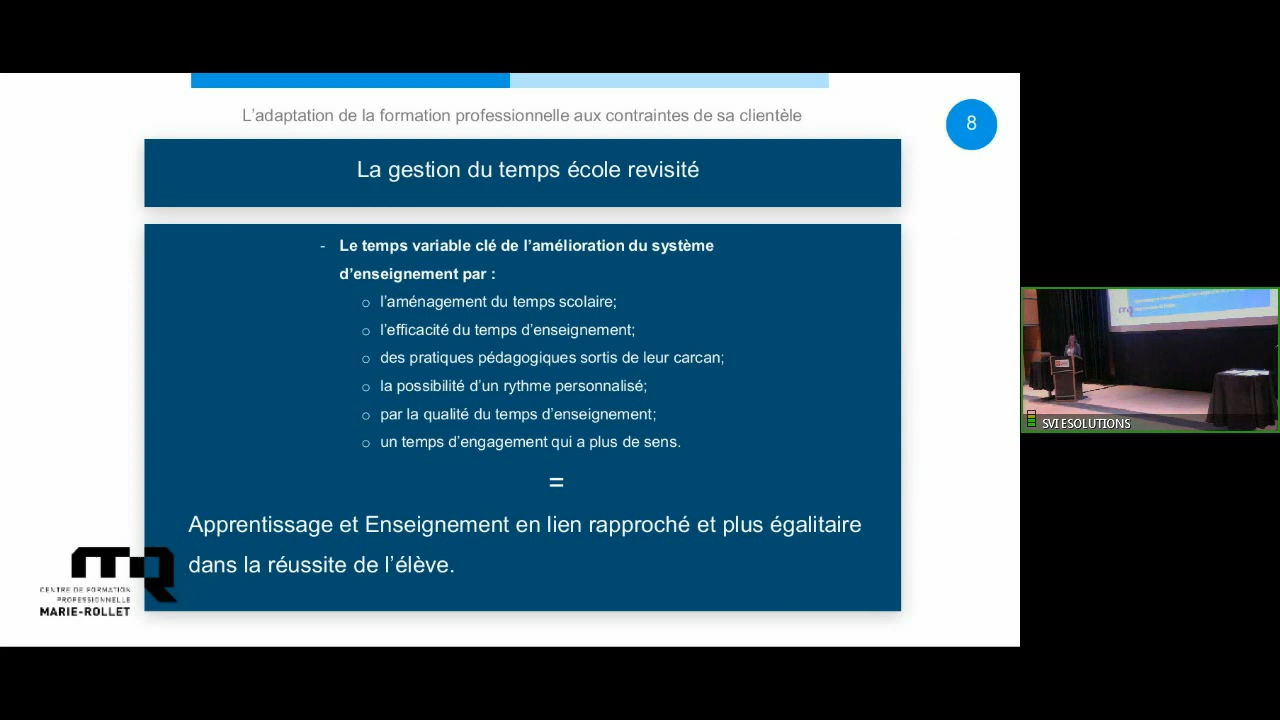 L'adaptation de la formation professionnelle aux contraintes de sa clientèle
8
La gestion du temps école revisité
- Le temps variable clé de l'amélioration du système
d'enseignement par :
o l'aménagement du temps scolaire;
o l'efficacité du temps d'enseignement;
o des pratiques pédagogiques sortis de leur carcan;
o la possibilité d'un rythme personnalisé;
o par la qualité du temps d'enseignement;
o un temps d'engagement qui a plus de sens.
=
Apprentissage et Enseignement en lien rapproché et plus égalitaire
dans la réussite de l'élève.
CENTRE DE FORMATION
PROFESSIONNELLE
MARIE-ROLLET
SVI ESOLUTIONS